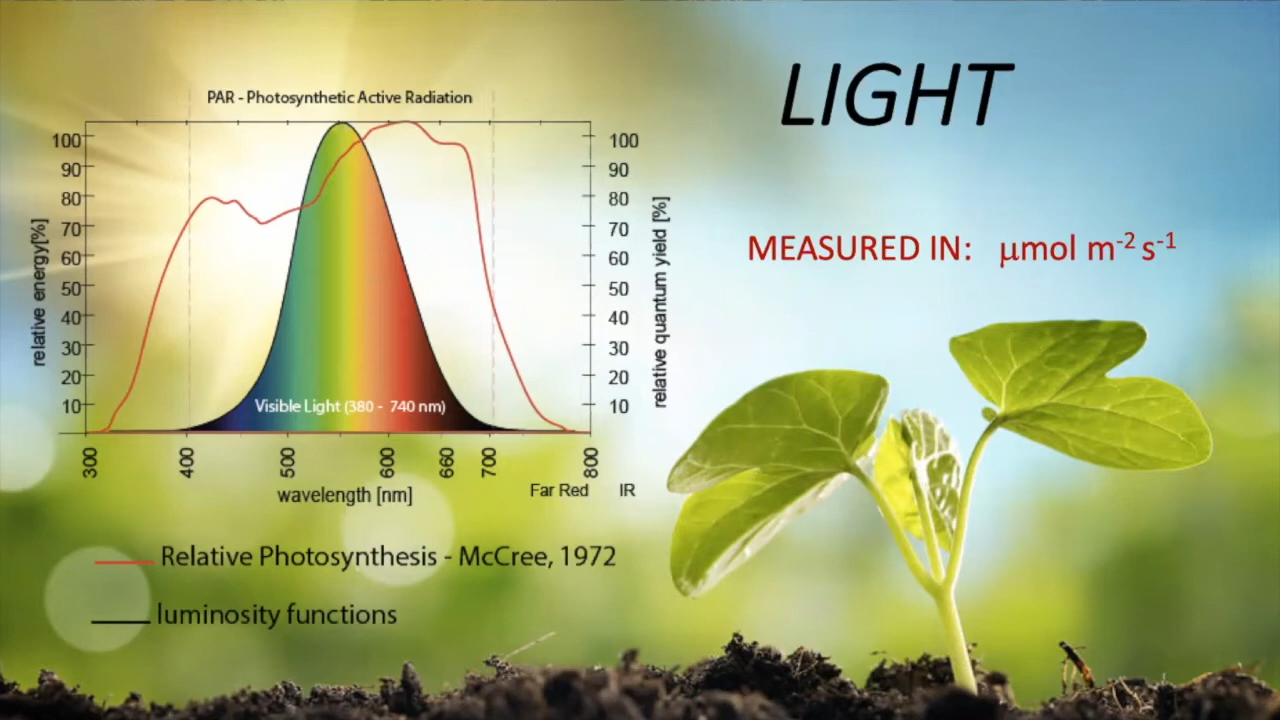 LIGHT
PAR - Photosynthetic Active Radiation
100
90
80
70
60
50
40
30
20
10
relative energy[%]
100
90
80
70
60
50
40
30
20
10
relative quantum yield [%]
Visible Light (380 - 740 nm)
300 400 500 600 660 700 800
wavelength [nm]
Far Red IR
Relative Photosynthesis - McCree, 1972
luminosity functions
MEASURED IN: μmol m⁻² s⁻¹